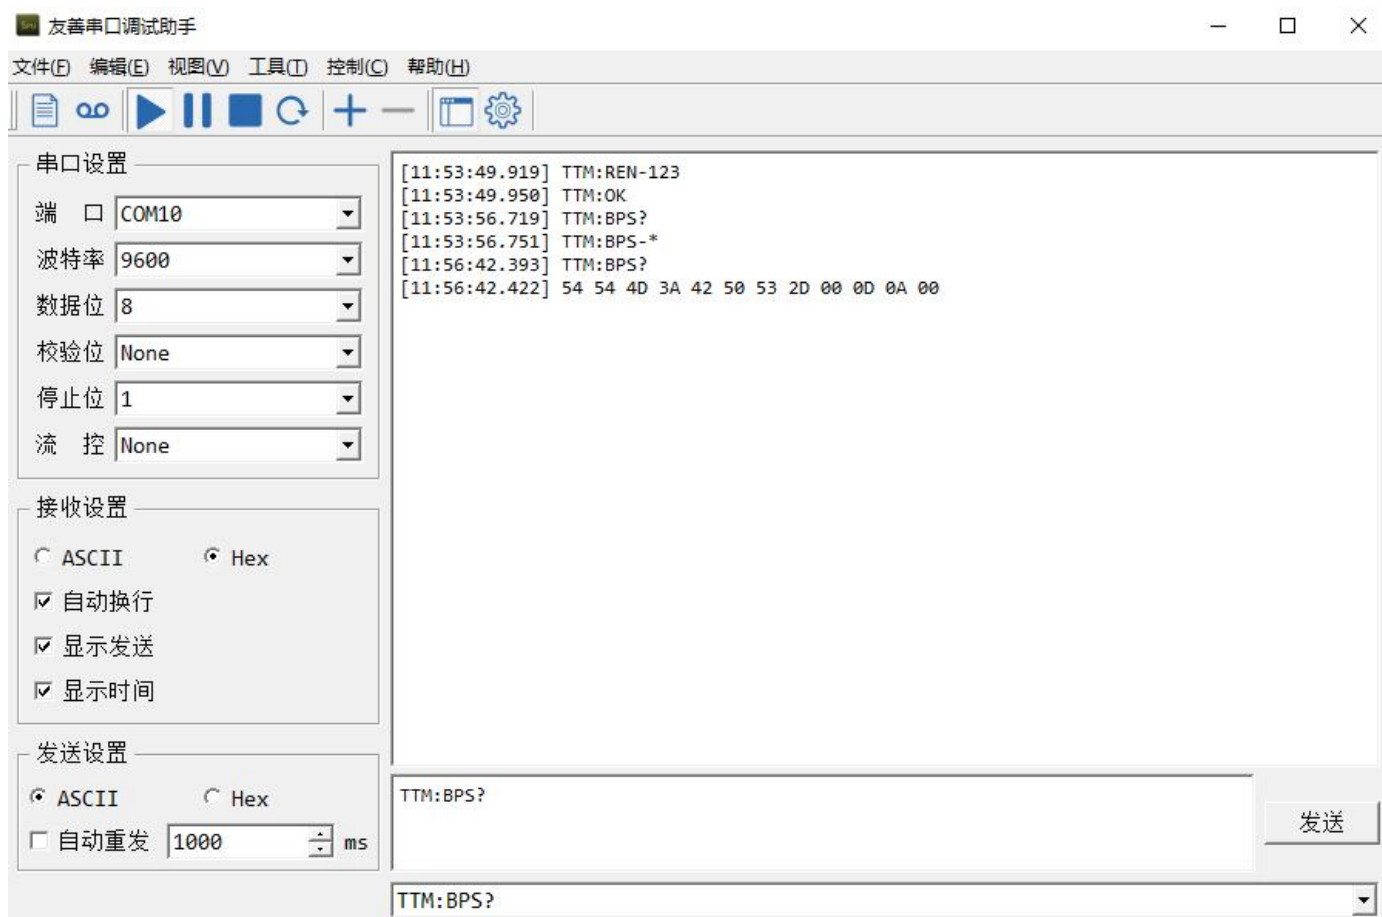 友善串口调试助手
文件(F) 编辑(E) 视图(V) 工具(T) 控制(C) 帮助(H)
串口设置
端 口 COM10
波特率 9600
数据位 8
校验位 None
停止位 1
流 控 None
接收设置
ASCII Hex
自动换行
显示发送
显示时间
发送设置
ASCII Hex
自动重发 1000 ms
[11:53:49.919] TTM:REN-123
[11:53:49.950] TTM:OK
[11:53:56.719] TTM:BPS?
[11:53:56.751] TTM:BPS-*
[11:56:42.393] TTM:BPS?
[11:56:42.422] 54 54 4D 3A 42 50 53 2D 00 0D 0A 00
TTM:BPS?
发送
TTM:BPS?